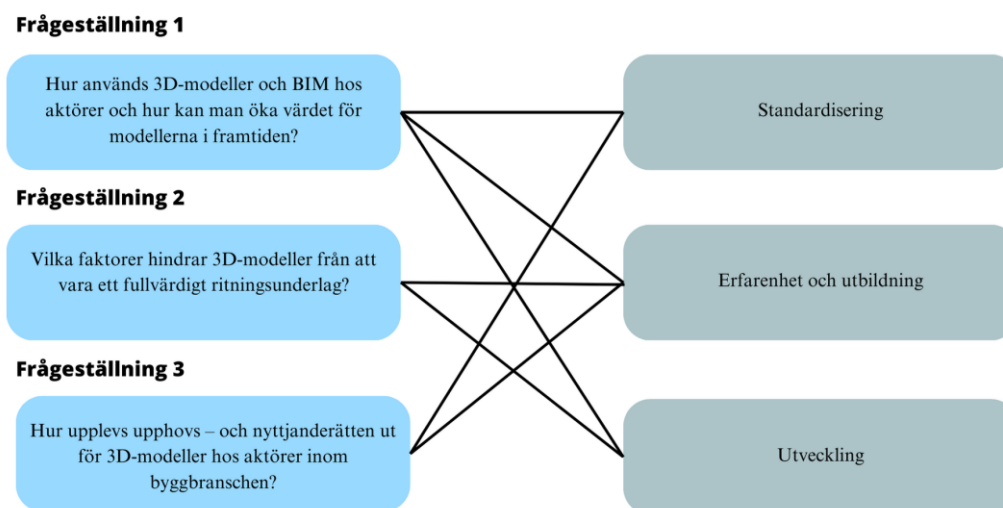 Frågeställning 1
Hur används 3D-modeller och BIM hos
aktörer och hur kan man öka värdet för
modellerna i framtiden?
Standardisering
Frågeställning 2
Vilka faktorer hindrar 3D-modeller från att
vara ett fullvärdigt ritningsunderlag?
Erfarenhet och utbildning
Frågeställning 3
Hur upplevs upphovs – och nyttjanderätten ut
för 3D-modeller hos aktörer inom
byggbranschen?
Utveckling